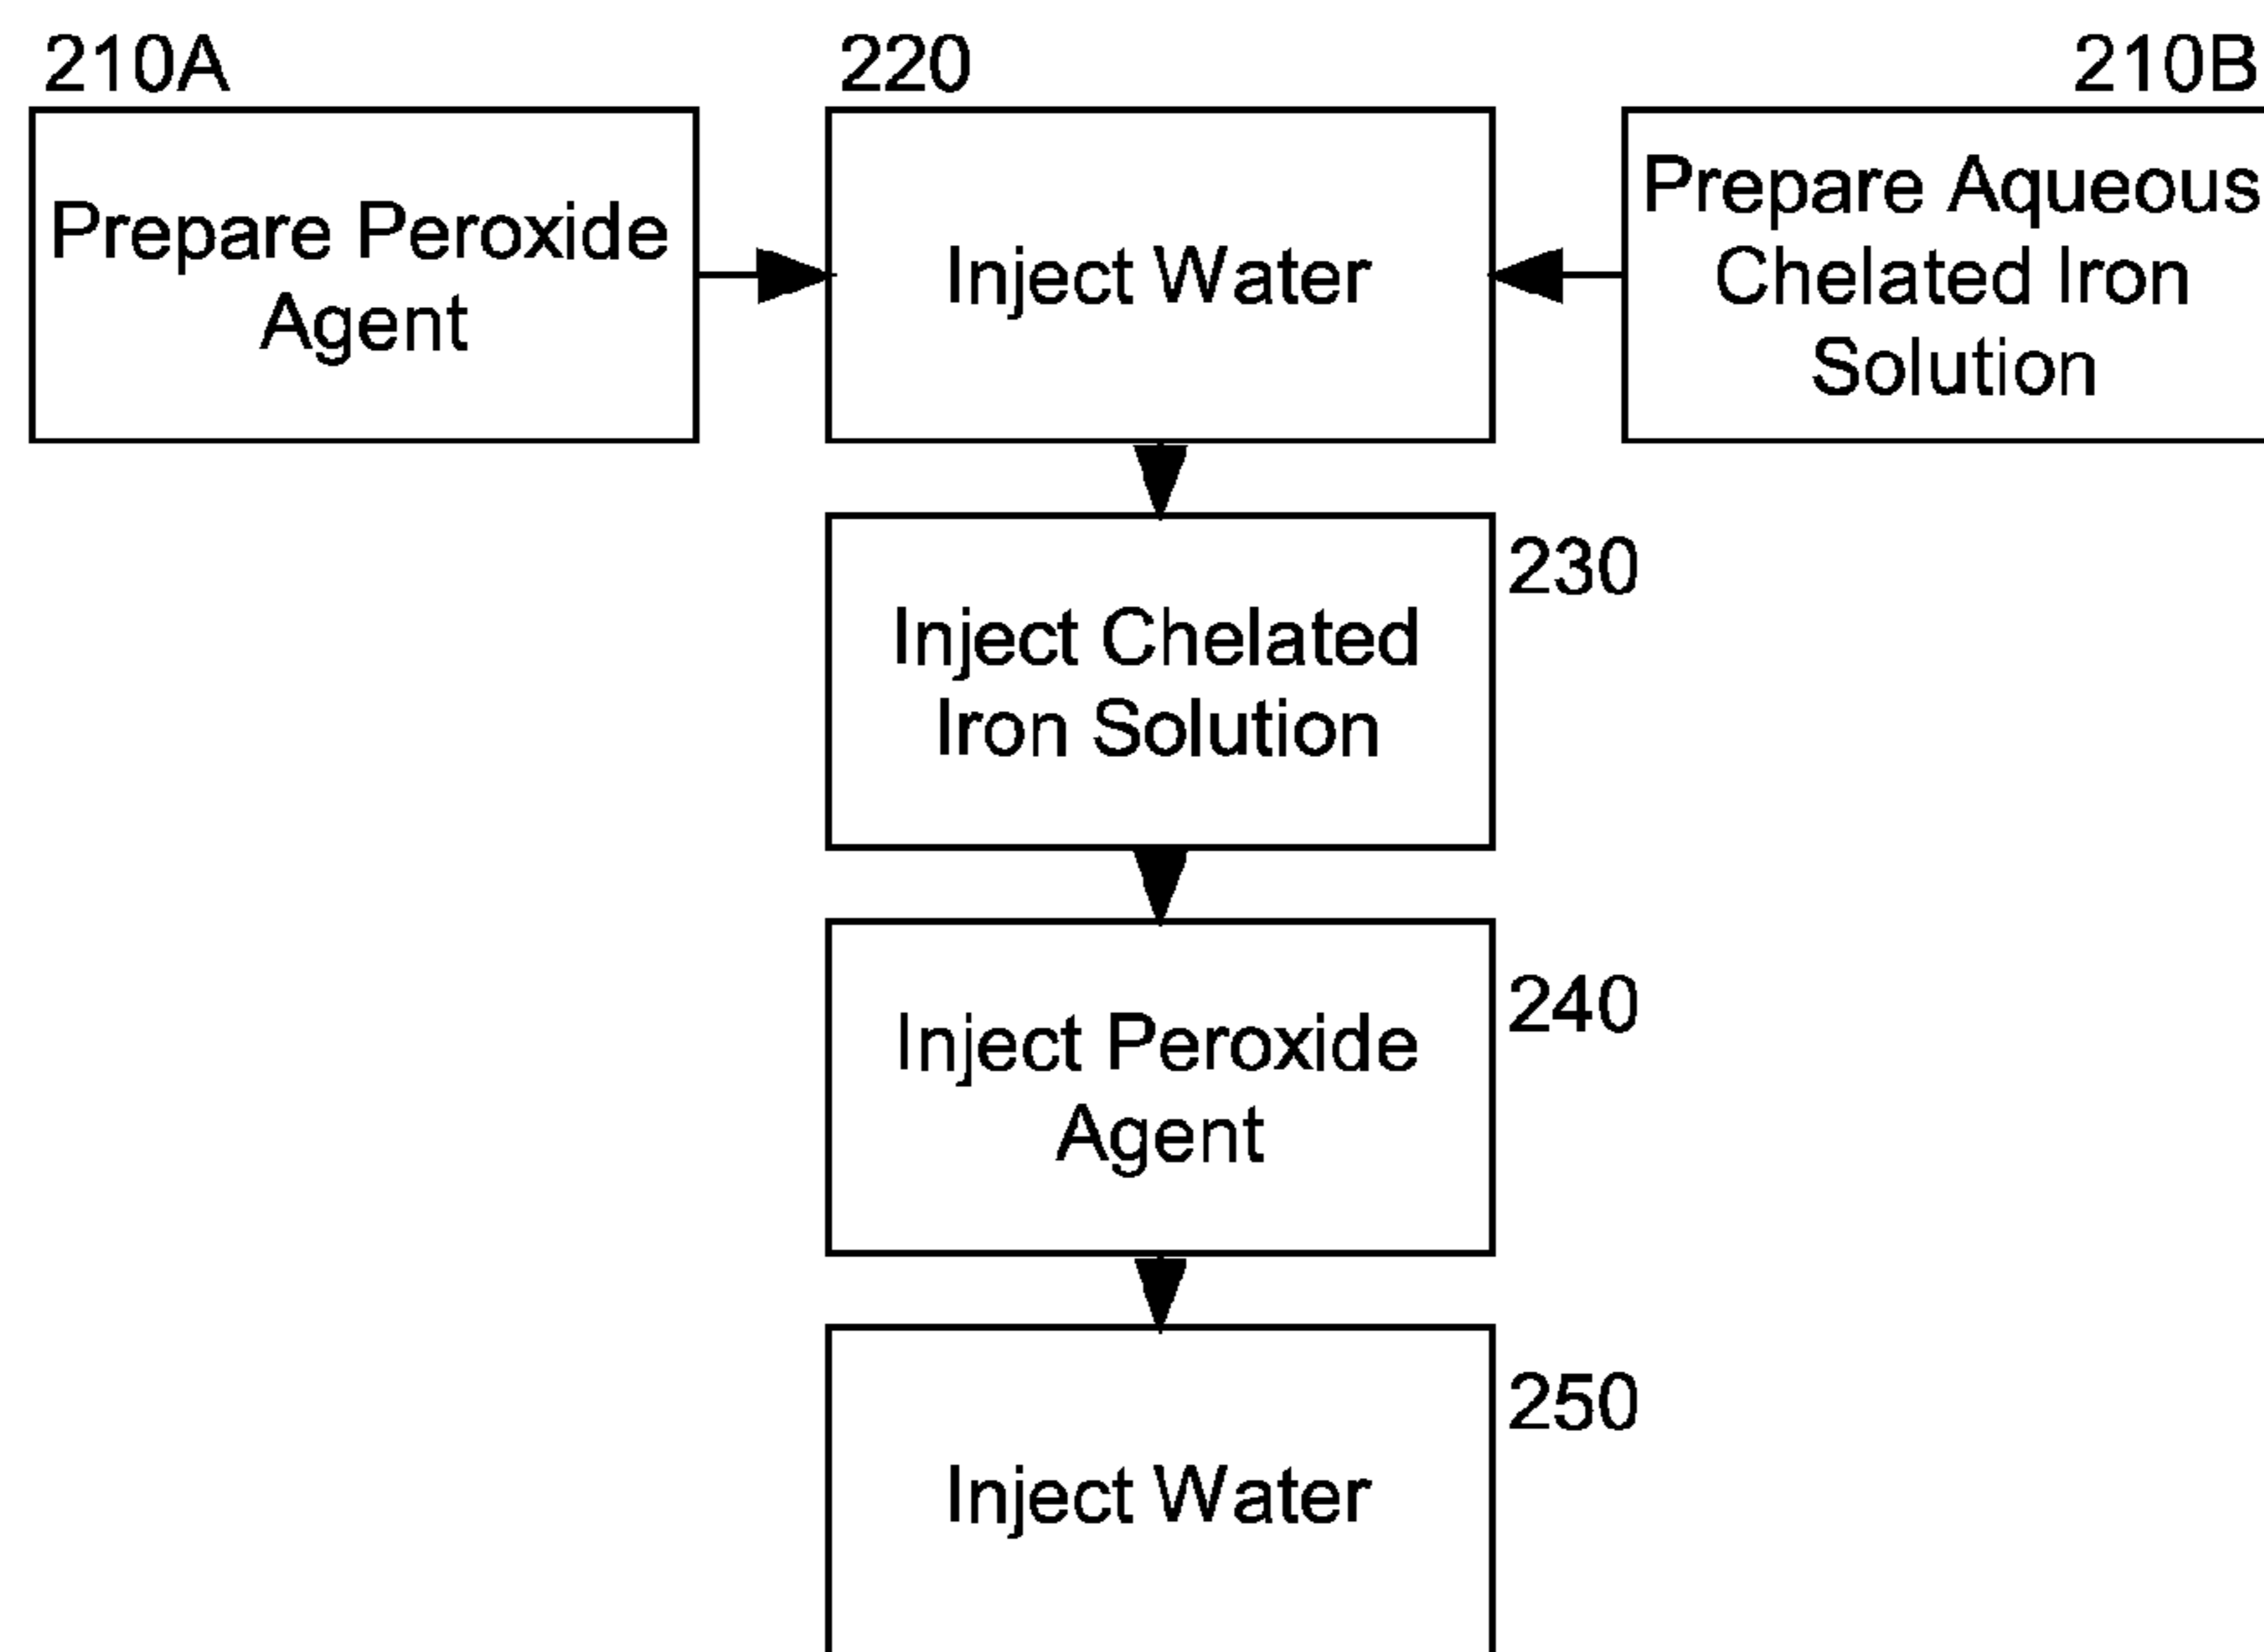 210A
Prepare Peroxide
Agent
220
Inject Water
210B
Prepare Aqueous
Chelated Iron
Solution
230
Inject Chelated
Iron Solution
240
Inject Peroxide
Agent
250
Inject Water